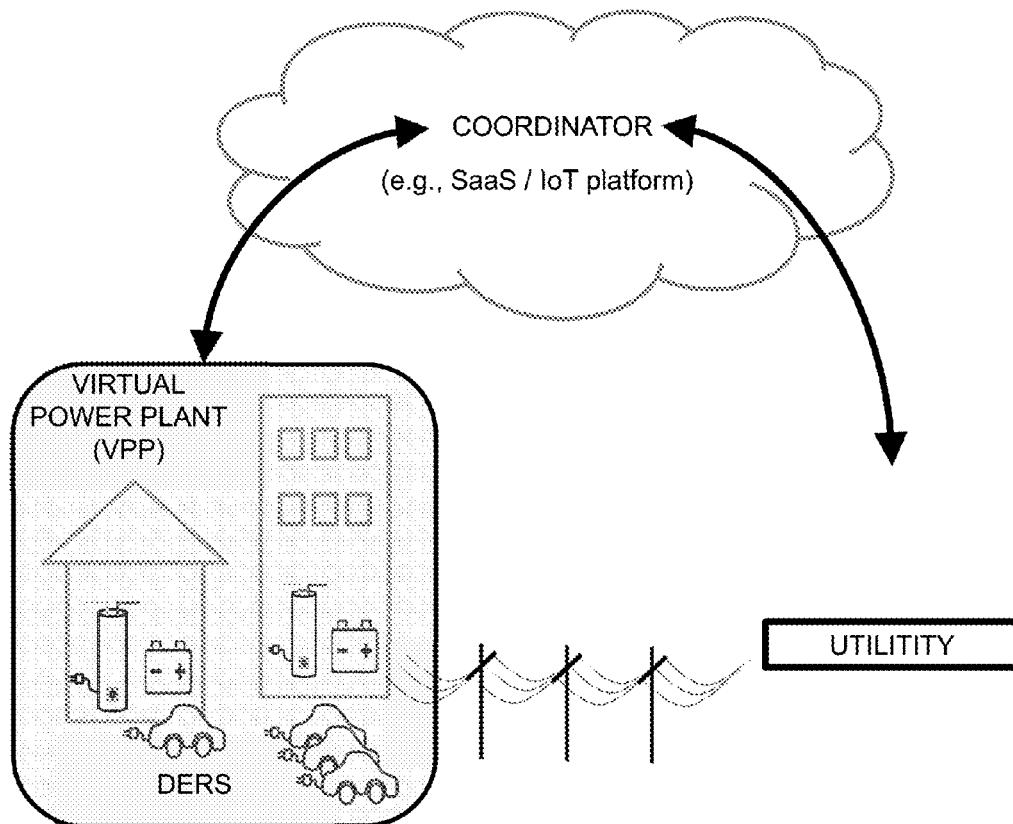 COORDINATOR
(e.g., SaaS / IoT platform)
VIRTUAL
POWER PLANT
(VPP)
UTILITITY
DERS